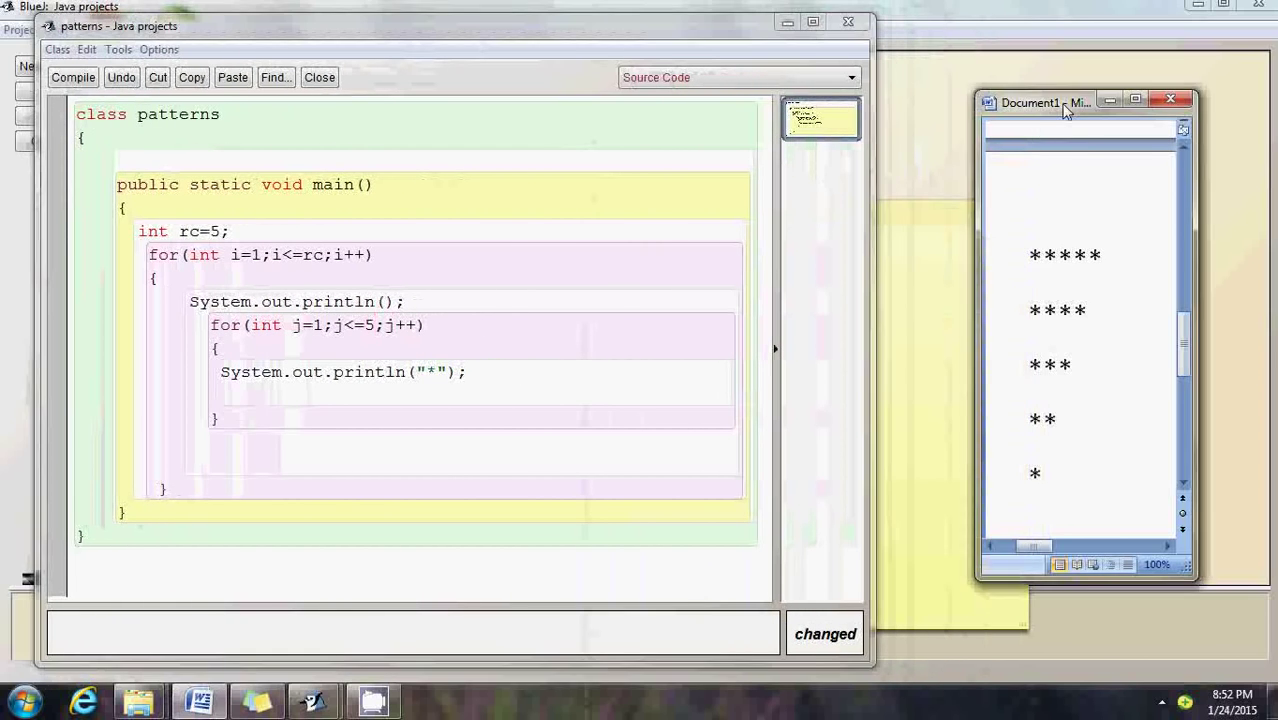 BlueJ: Java projects
patterns - Java projects
Class Edit Tools Options
Compile Undo Cut Copy Paste Find... Close Source Code
class patterns
{
public static void main()
{
int rc=5;
for(int i=1;i<=rc;i++)
{
System.out.println();
for(int j=1;j<=5;j++)
{
System.out.println("*");
}
}
}
}
changed
Document1 - Mi...
*****
****
***
**
*
100%
8:52 PM
1/24/2015